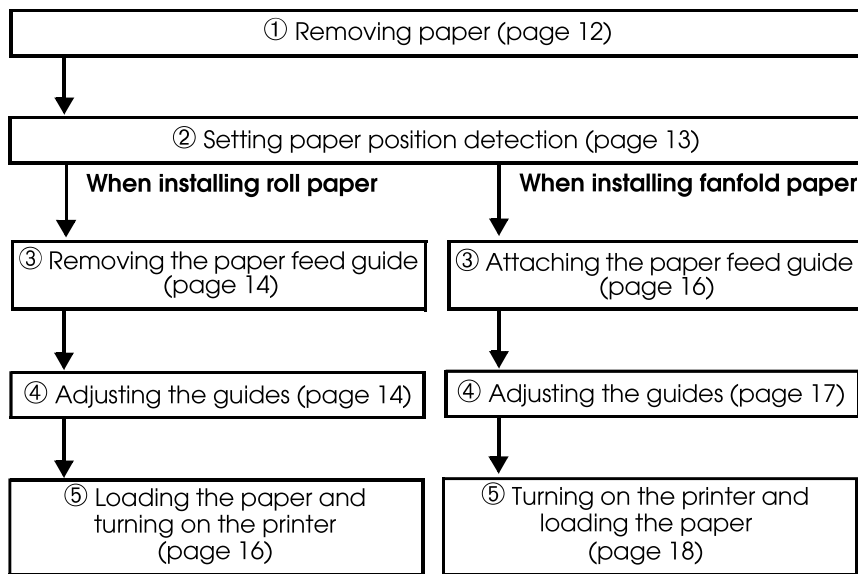 ① Removing paper (page 12)
② Setting paper position detection (page 13)
When installing roll paper
③ Removing the paper feed guide
(page 14)
④ Adjusting the guides (page 14)
⑤ Loading the paper and
turning on the printer
(page 16)
When installing fanfold paper
③ Attaching the paper feed guide
(page 16)
④ Adjusting the guides (page 17)
⑤ Turning on the printer and
loading the paper
(page 18)